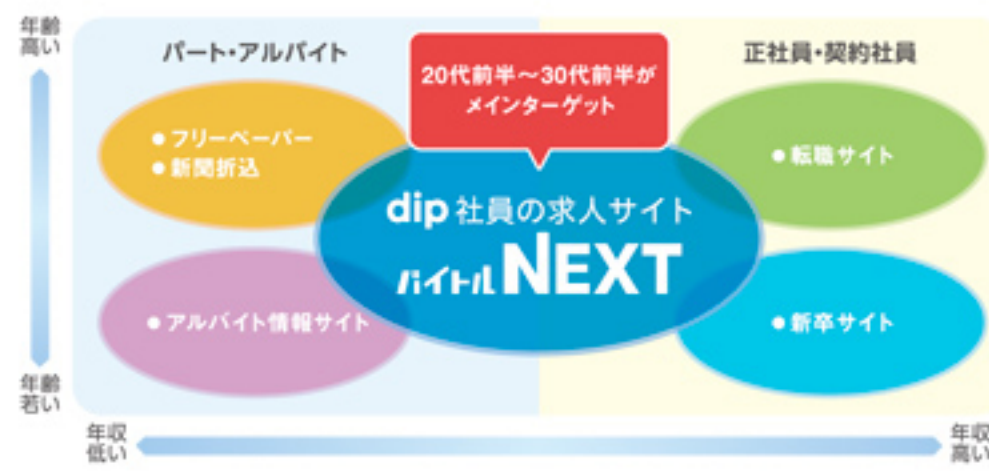 年齢
高い
パート・アルバイト
20代前半～30代前半が
メインターゲット
正社員・契約社員
●フリーペーパー
●新聞折込
●転職サイト
dip 社員の求人サイト
バイトルNEXT
●アルバイト情報サイト
●新卒サイト
年齢
若い
年収
低い
年収
高い